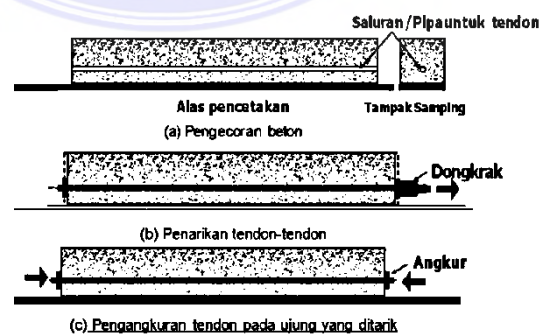 Saluran/Pipauntuk tendon
Alas pencetakan
Tampak Samping
(a) Pengecoran beton
Dongkrak
(b) Penarikan tendon-tendon
Angkur
(c) Pengangkuran tendon pada ujung yang ditarik